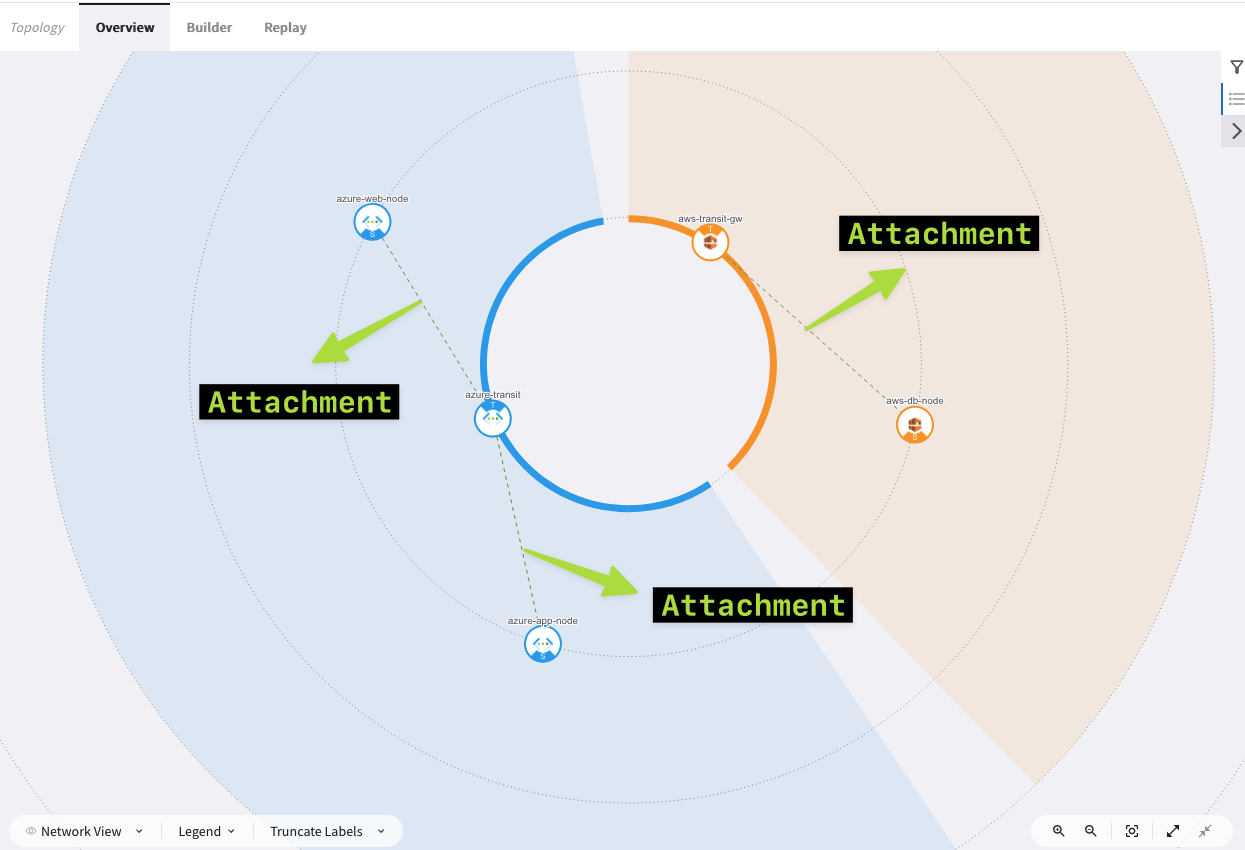 Topology
Overview
Builder
Replay
azure-web-node
S
aws-transit-gw
T
Attachment
Attachment
azure-transit
T
aws-db-node
S
Attachment
azure-app-node
S
Network View
Legend
Truncate Labels